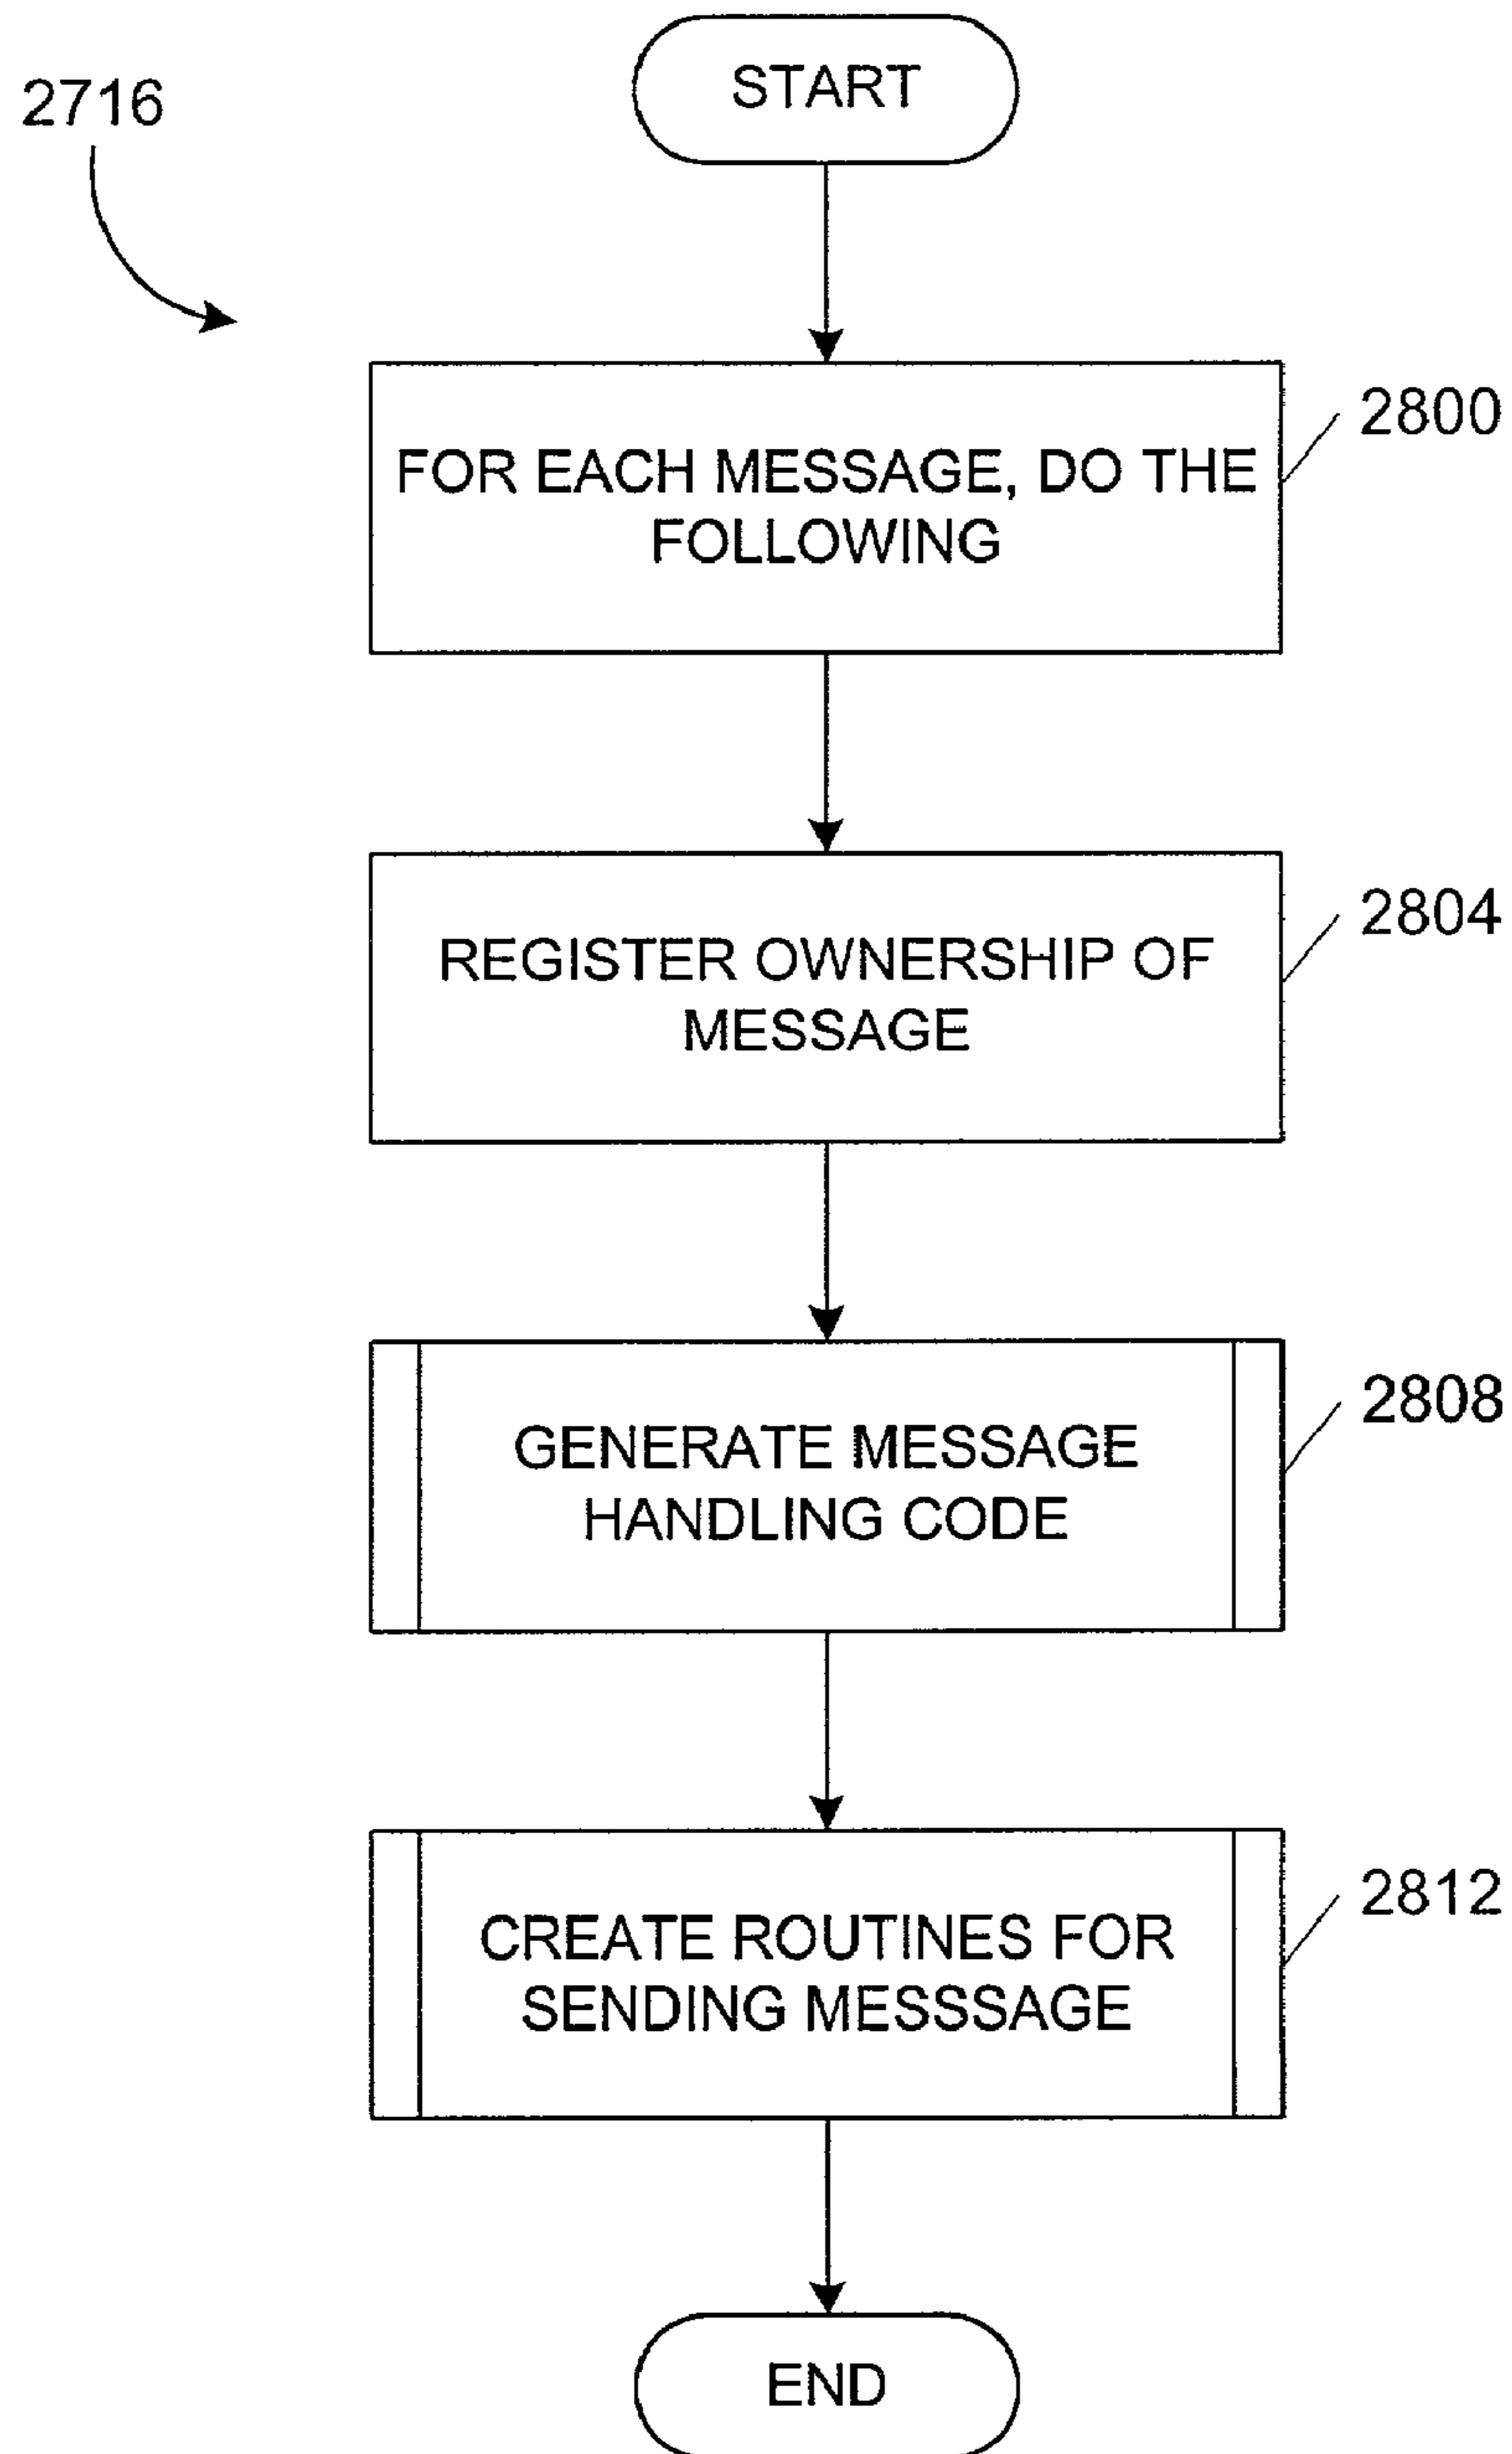 START
2716
2800
FOR EACH MESSAGE, DO THE
FOLLOWING
2804
REGISTER OWNERSHIP OF
MESSAGE
2808
GENERATE MESSAGE
HANDLING CODE
2812
CREATE ROUTINES FOR
SENDING MESSSAGE
END